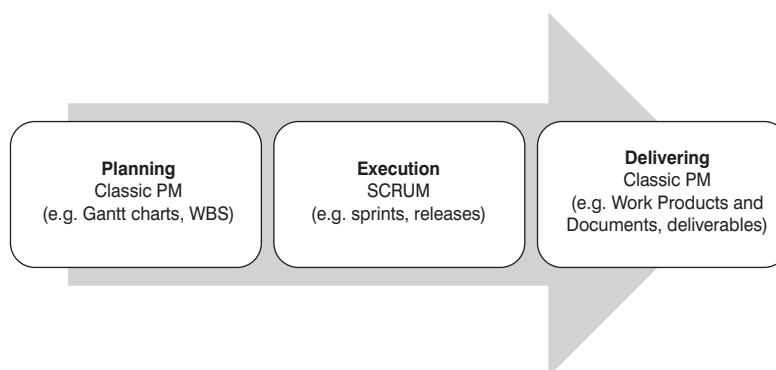 Planning
Classic PM
(e.g. Gantt charts, WBS)
Execution
SCRUM
(e.g. sprints, releases)
Delivering
Classic PM
(e.g. Work Products and
Documents, deliverables)